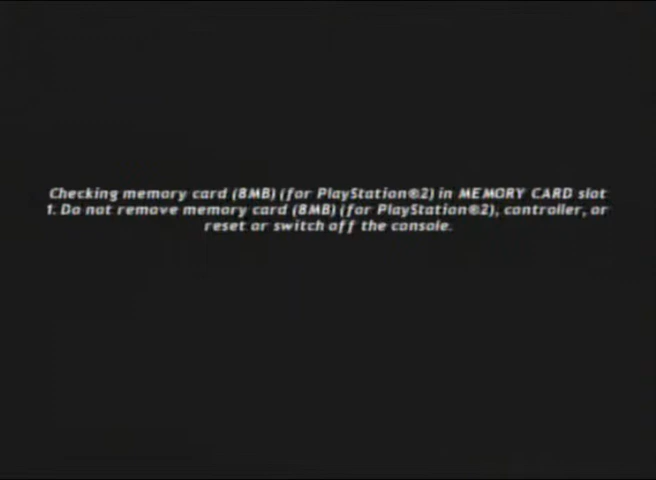 Checking memory card (8MB) (for PlayStation®2) in MEMORY CARD slot
1. Do not remove memory card (8MB) (for PlayStation®2), controller, or
reset or switch off the console.